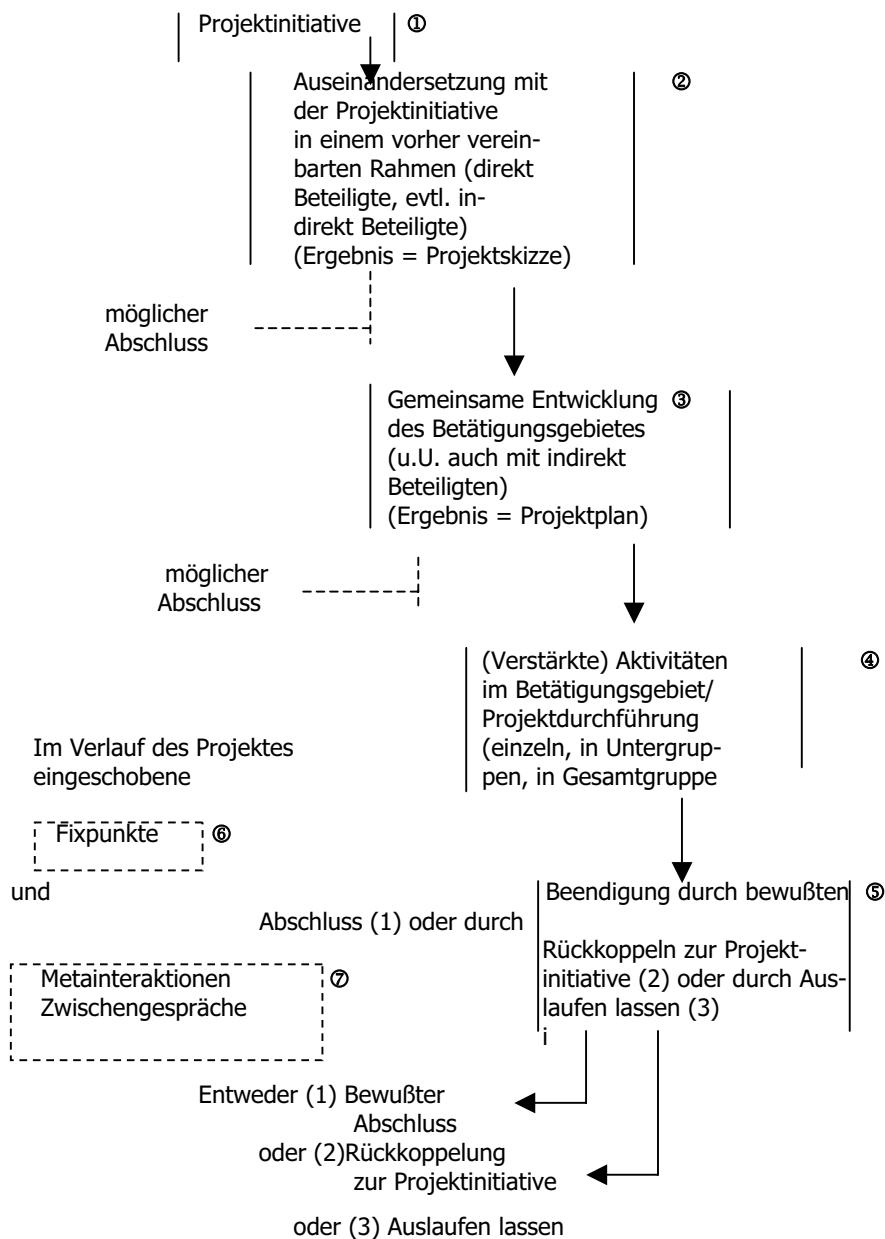 Projektinitiative ①
Auseinandersetzung mit ②
der Projektinitiative
in einem vorher verein-
barten Rahmen (direkt
Beteiligte, evtl. in-
direkt Beteiligte)
(Ergebnis = Projektskizze)
möglicher
Abschluss
Gemeinsame Entwicklung ③
des Betätigungsgebietes
(u.U. auch mit indirekt
Beteiligten)
(Ergebnis = Projektplan)
möglicher
Abschluss
(Verstärkte) Aktivitäten ④
im Betätigungsgebiet/
Projektdurchführung
(einzeln, in Untergrup-
pen, in Gesamtgruppe
Im Verlauf des Projektes
eingeschobene
Fixpunkte ⑥
und
Metainteraktionen ⑦
Zwischengespräche
Beendigung durch bewußten ⑤
Abschluss (1) oder durch
Rückkoppeln zur Projekt-
initiative (2) oder durch Aus-
laufen lassen (3)
i
Entweder (1) Bewußter
Abschluss
oder (2)Rückkoppelung
zur Projektinitiative
oder (3) Auslaufen lassen